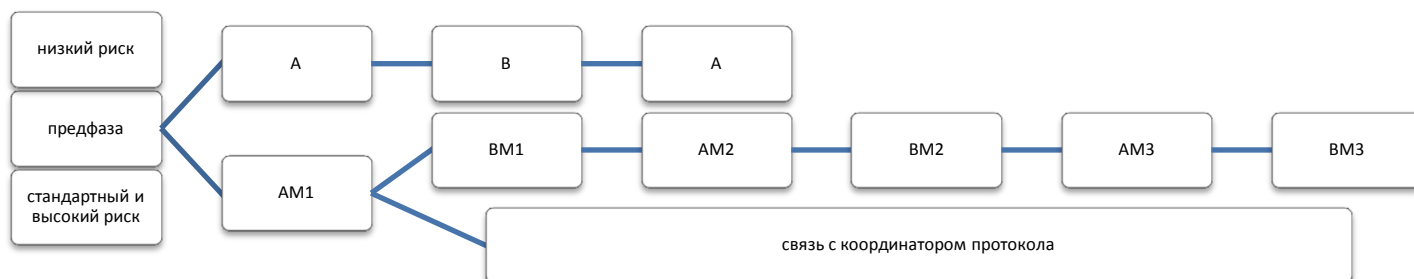 низкий риск
предфаза
стандартный и
высокий риск
A
B
A
AM1
BM1
AM2
BM2
AM3
BM3
связь с координатором протокола